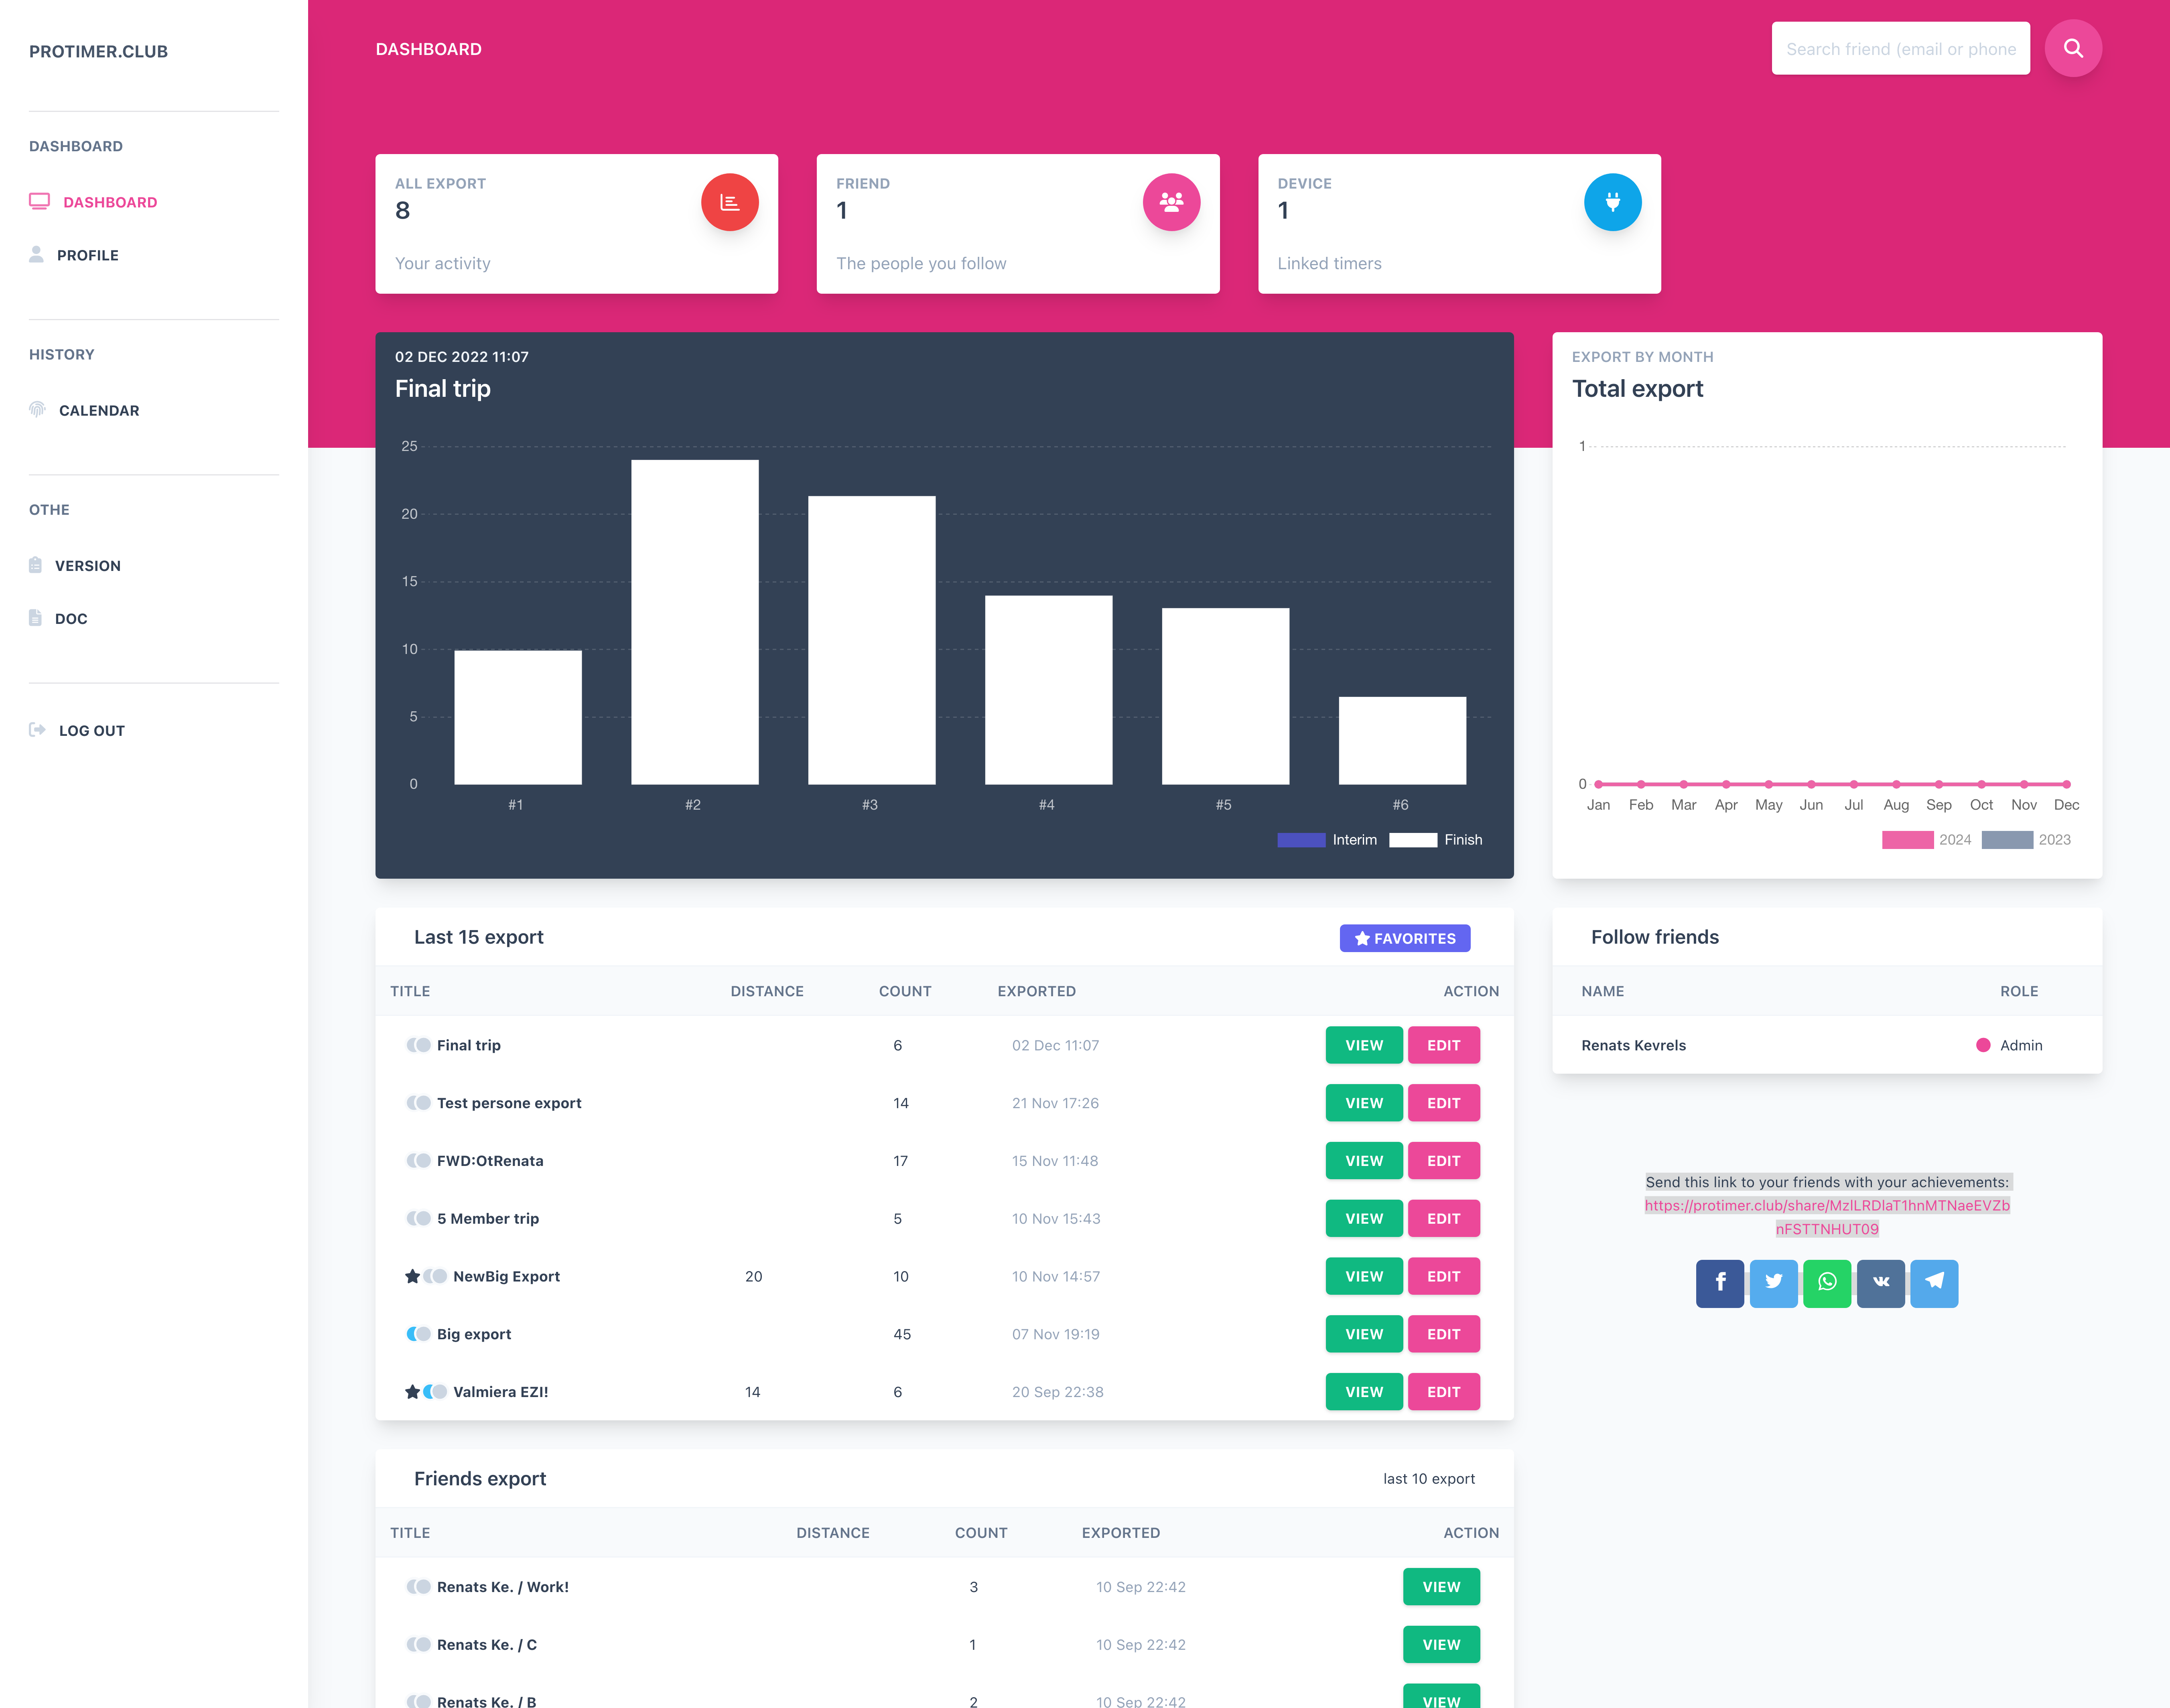 PROTIMER.CLUB
DASHBOARD
DASHBOARD
PROFILE
HISTORY
CALENDAR
OTHE
VERSION
DOC
LOG OUT
DASHBOARD
Search friend (email or phone
ALL EXPORT
8
Your activity
FRIEND
1
The people you follow
DEVICE
1
Linked timers
02 DEC 2022 11:07
Final trip
25
20
15
10
5
0
#1 #2 #3 #4 #5 #6
Interim Finish
EXPORT BY MONTH
Total export
1
0
Jan Feb Mar Apr May Jun Jul Aug Sep Oct Nov Dec
2024 2023
Last 15 export
FAVORITES
TITLE DISTANCE COUNT EXPORTED ACTION
Final trip 6 02 Dec 11:07 VIEW EDIT
Test persone export 14 21 Nov 17:26 VIEW EDIT
FWD:OtRenata 17 15 Nov 11:48 VIEW EDIT
5 Member trip 5 10 Nov 15:43 VIEW EDIT
NewBig Export 20 10 10 Nov 14:57 VIEW EDIT
Big export 45 07 Nov 19:19 VIEW EDIT
Valmiera EZI! 14 6 20 Sep 22:38 VIEW EDIT
Follow friends
NAME ROLE
Renats Kevrels Admin
Send this link to your friends with your achievements:
https://protimer.club/share/MzlLRDlaT1hnMTNaeEVZb
nFSTTNHUT09
Friends export
last 10 export
TITLE DISTANCE COUNT EXPORTED ACTION
Renats Ke. / Work! 3 10 Sep 22:42 VIEW
Renats Ke. / C 1 10 Sep 22:42 VIEW
Renats Ke. / B 2 10 Sep 22:42 VIEW